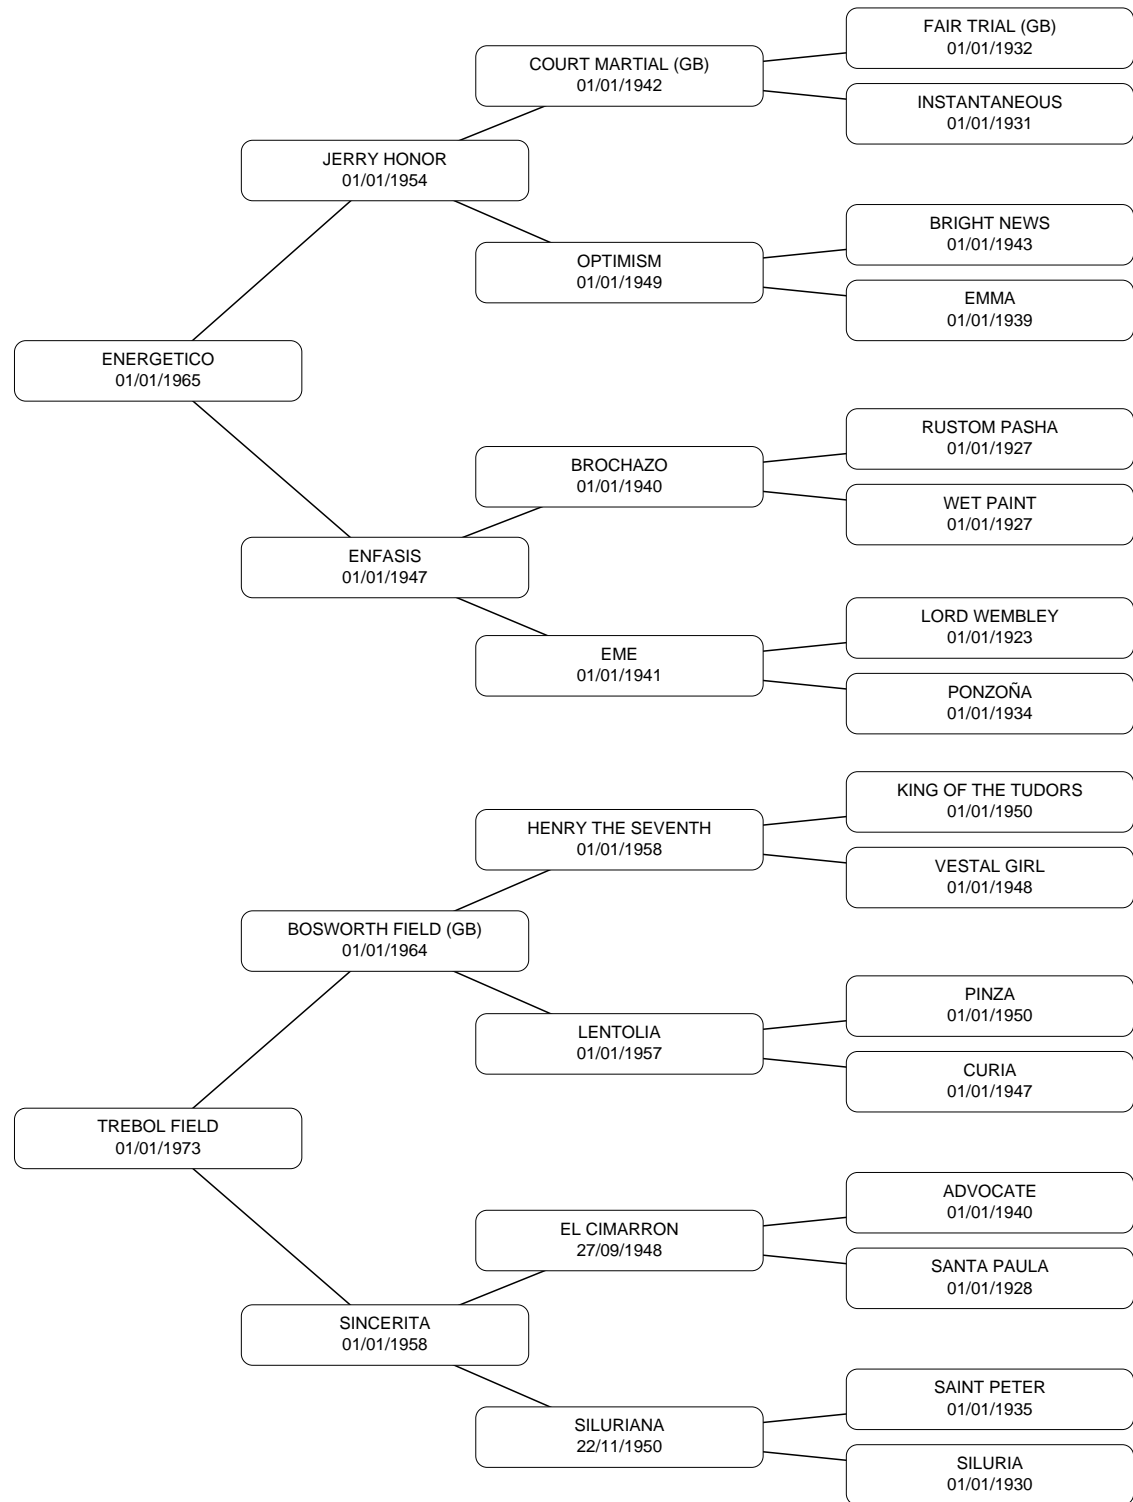 FAIR TRIAL (GB)
01/01/1932
COURT MARTIAL (GB)
01/01/1942
INSTANTANEOUS
01/01/1931
JERRY HONOR
01/01/1954
BRIGHT NEWS
01/01/1943
OPTIMISM
01/01/1949
EMMA
01/01/1939
ENERGETICO
01/01/1965
RUSTOM PASHA
01/01/1927
BROCHAZO
01/01/1940
WET PAINT
01/01/1927
ENFASIS
01/01/1947
LORD WEMBLEY
01/01/1923
EME
01/01/1941
PONZOÑA
01/01/1934
KING OF THE TUDORS
01/01/1950
HENRY THE SEVENTH
01/01/1958
VESTAL GIRL
01/01/1948
BOSWORTH FIELD (GB)
01/01/1964
PINZA
01/01/1950
LENTOLIA
01/01/1957
CURIA
01/01/1947
TREBOL FIELD
01/01/1973
ADVOCATE
01/01/1940
EL CIMARRON
27/09/1948
SANTA PAULA
01/01/1928
SINCERITA
01/01/1958
SAINT PETER
01/01/1935
SILURIANA
22/11/1950
SILURIA
01/01/1930